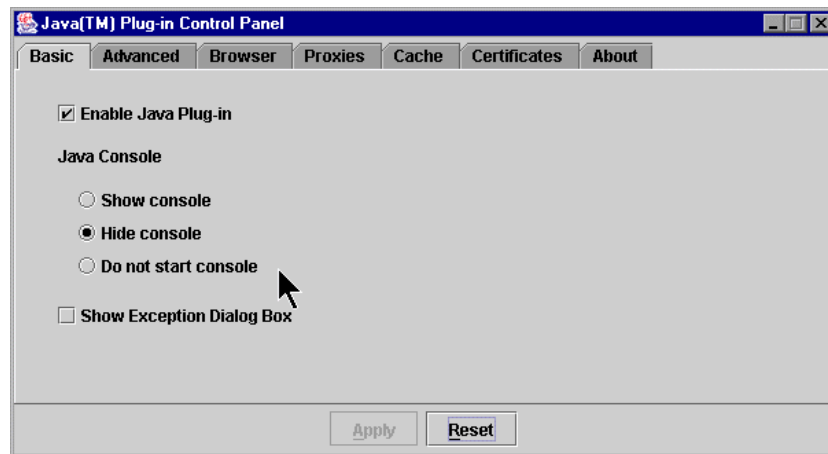 Java(TM) Plug-in Control Panel
Basic Advanced Browser Proxies Cache Certificates About
Enable Java Plug-in
Java Console
Show console
Hide console
Do not start console
Show Exception Dialog Box
Apply Reset